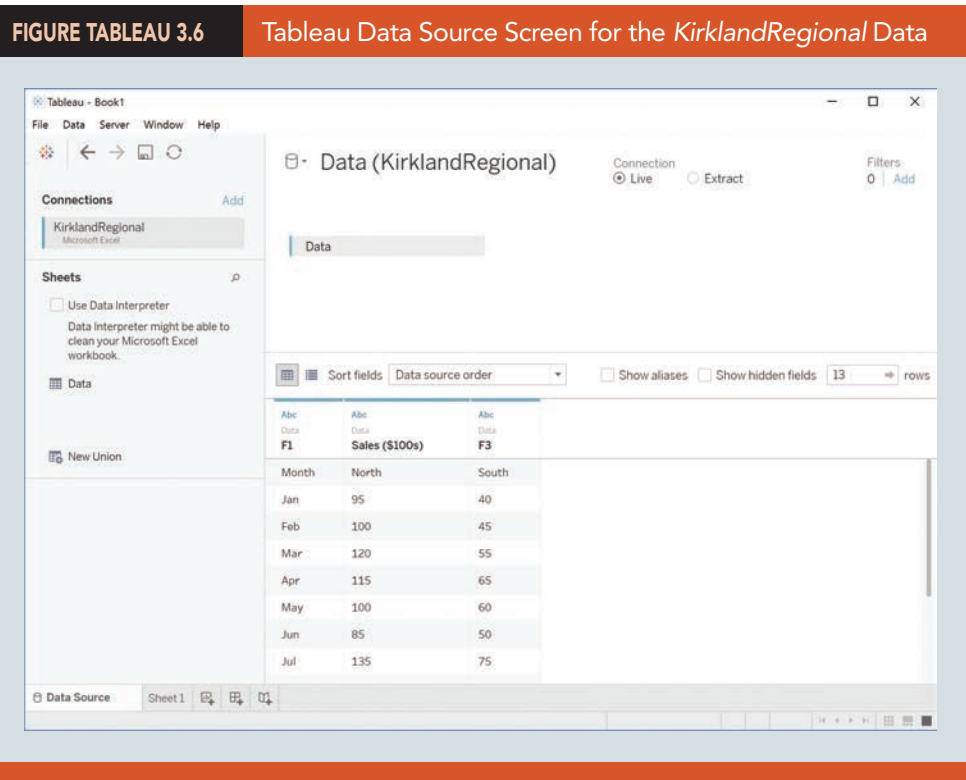 FIGURE TABLEAU 3.6
Tableau Data Source Screen for the KirklandRegional Data
Tableau - Book1
File Data Server Window Help
Data (KirklandRegional)
Connection
Live Extract
Filters
0 | Add
Connections Add
KirklandRegional
Microsoft Excel
Data
Sheets
Use Data Interpreter
Data Interpreter might be able to
clean your Microsoft Excel
workbook.
Data
New Union
Sort fields Data source order
Show aliases Show hidden fields 13 rows
Abc Abc Abc
Data Data Data
F1 Sales ($100s) F3
Month North South
Jan 95 40
Feb 100 45
Mar 120 55
Apr 115 65
May 100 60
Jun 85 50
Jul 135 75
Data Source Sheet 1